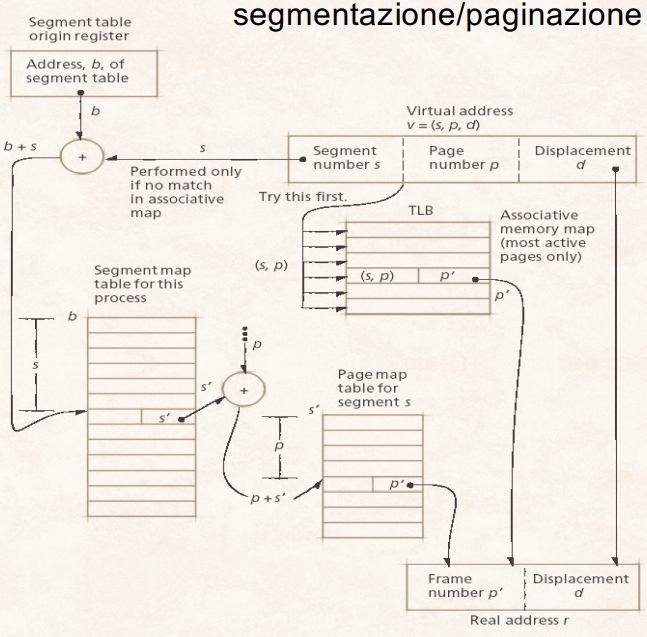 segmentazione/paginazione
Segment table
origin register
Address, b, of
segment table
b
Virtual address
v = (s, p, d)
b + s
s
+
Segment
number s
Page
number p
Displacement
d
Performed only
if no match
in associative
map
Try this first.
TLB
Associative
memory map
(most active
pages only)
(s, p)
(s, p)
p′
p′
Segment map
table for this
process
b
s
s′
s′
p
+
Page map
table for
segment s
s′
p
p+s′
p′
Frame
number p′
Displacement
d
Real address r